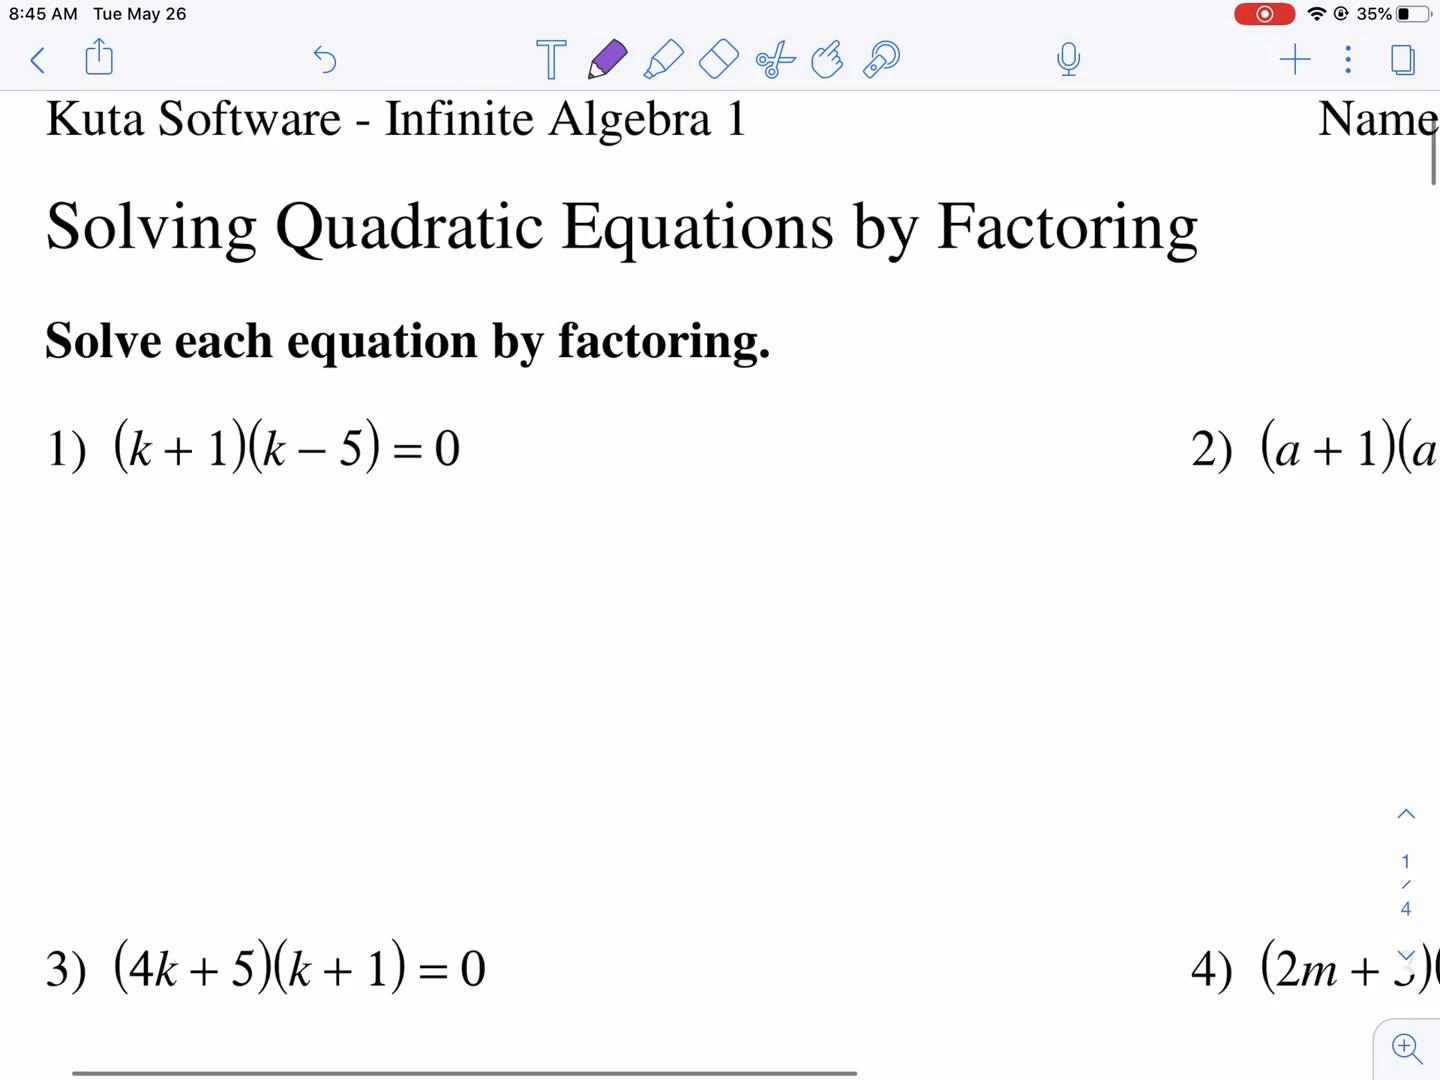 8:45 AM Tue May 26 35%
Kuta Software - Infinite Algebra 1 Name
Solving Quadratic Equations by Factoring
Solve each equation by factoring.
1) (k + 1)(k − 5) = 0 2) (a + 1)(a
1
/
4
3) (4k + 5)(k + 1) = 0 4) (2m + 3)(